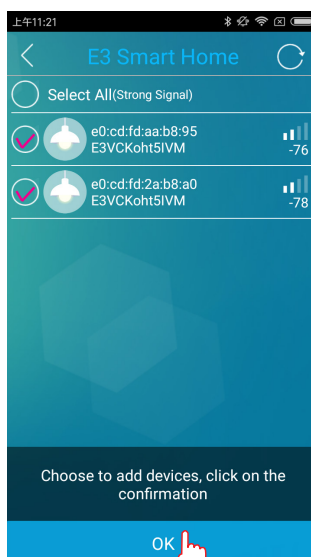 上午11:21
E3 Smart Home
Select All(Strong Signal)
e0:cd:fd:aa:b8:95
E3VCKoht5IVM
-76
e0:cd:fd:2a:b8:a0
E3VCKoht5IVM
-78
Choose to add devices, click on the
confirmation
OK